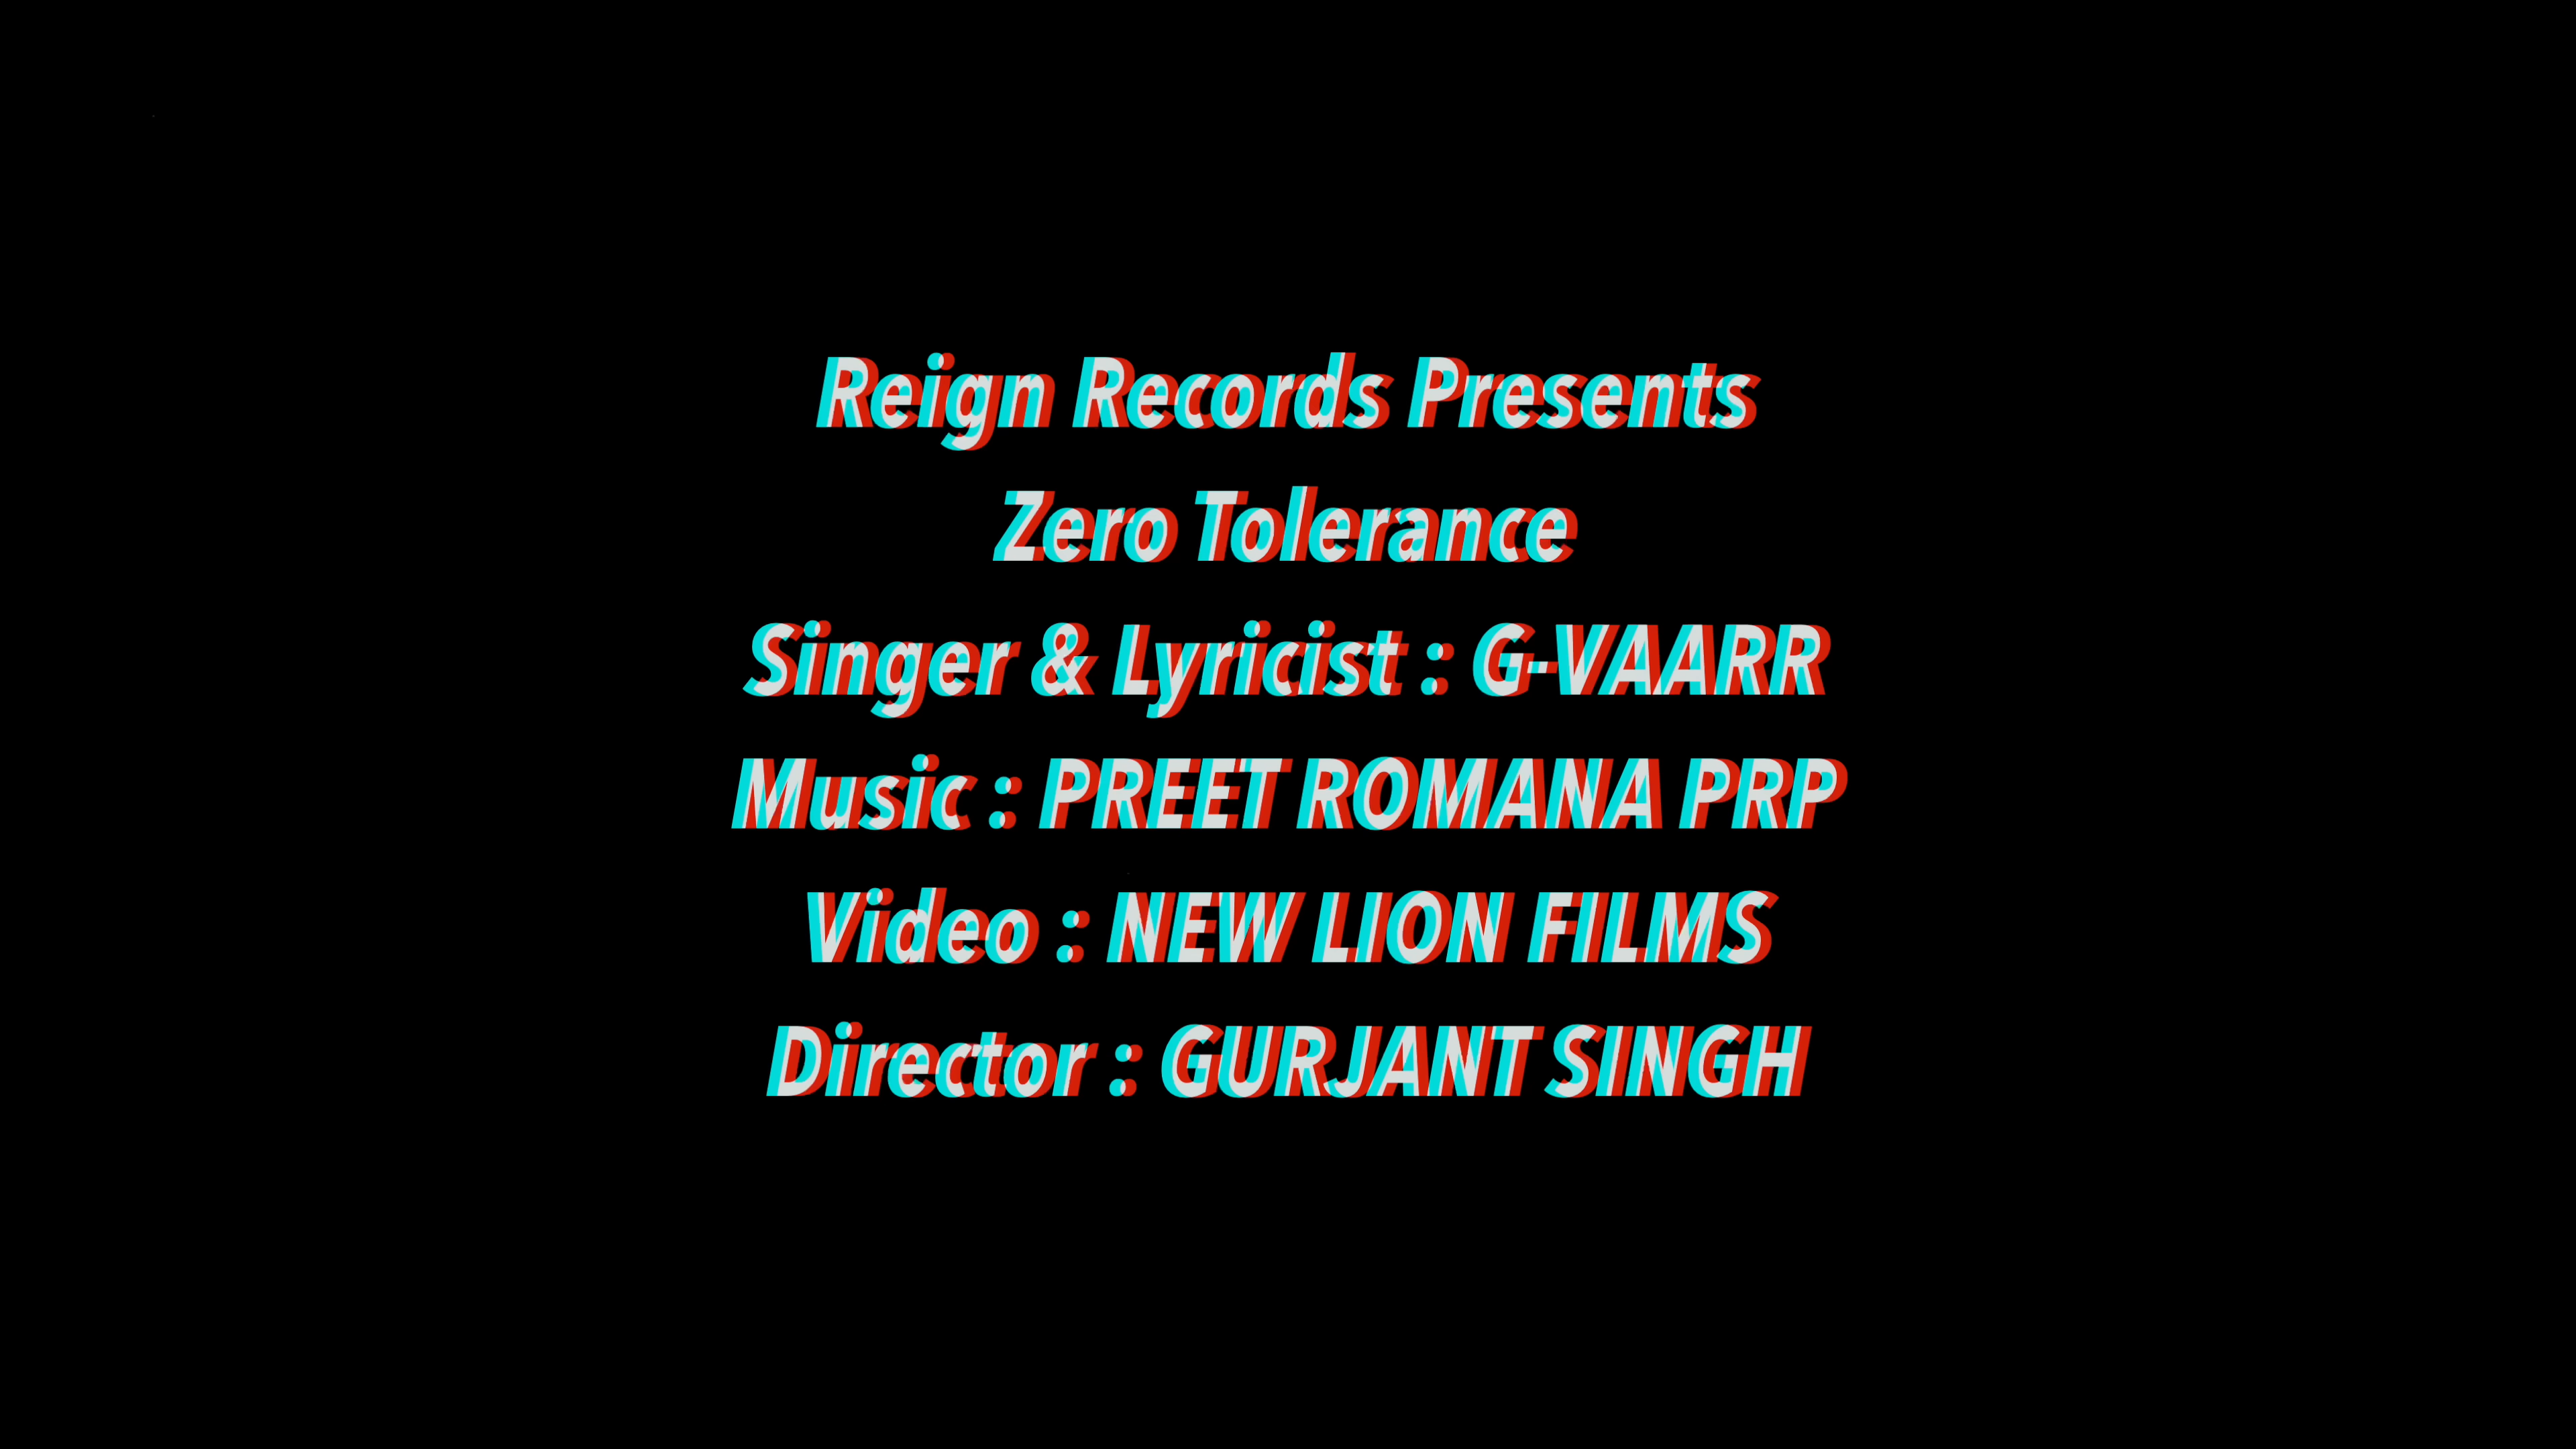 Reign Records Presents
Zero Tolerance
Singer & Lyricist : G-VAARR
Music : PREET ROMANA PRP
Video : NEW LION FILMS
Director : GURJANT SINGH